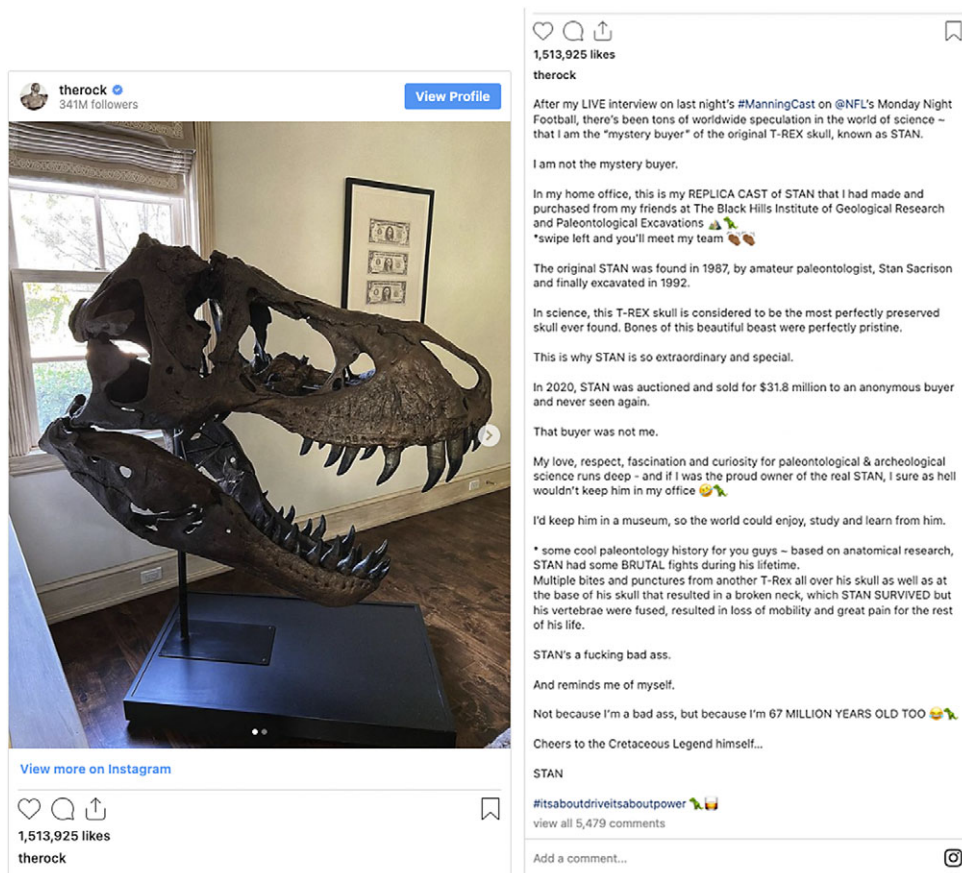 therock
341M followers
View Profile
View more on Instagram
1,513,925 likes
therock
1,513,925 likes
therock
After my LIVE interview on last night's #ManningCast on @NFL's Monday Night
Football, there's been tons of worldwide speculation in the world of science ~
that I am the "mystery buyer" of the original T-REX skull, known as STAN.
I am not the mystery buyer.
In my home office, this is my REPLICA CAST of STAN that I had made and
purchased from my friends at The Black Hills Institute of Geological Research
and Paleontological Excavations 🏔️🦖
*swipe left and you'll meet my team 👏🏾👏🏾
The original STAN was found in 1987, by amateur paleontologist, Stan Sacrison
and finally excavated in 1992.
In science, this T-REX skull is considered to be the most perfectly preserved
skull ever found. Bones of this beautiful beast were perfectly pristine.
This is why STAN is so extraordinary and special.
In 2020, STAN was auctioned and sold for $31.8 million to an anonymous buyer
and never seen again.
That buyer was not me.
My love, respect, fascination and curiosity for paleontological & archeological
science runs deep - and if I was the proud owner of the real STAN, I sure as hell
wouldn't keep him in my office 🤣🦖
I'd keep him in a museum, so the world could enjoy, study and learn from him.
* some cool paleontology history for you guys ~ based on anatomical research,
STAN had some BRUTAL fights during his lifetime.
Multiple bites and punctures from another T-Rex all over his skull as well as at
the base of his skull that resulted in a broken neck, which STAN SURVIVED but
his vertebrae were fused, resulted in loss of mobility and great pain for the rest
of his life.
STAN's a fucking bad ass.
And reminds me of myself.
Not because I'm a bad ass, but because I'm 67 MILLION YEARS OLD TOO 😂🦖
Cheers to the Cretaceous Legend himself...
STAN
#itsaboutdriveitsaboutpower 🦖🥃
view all 5,479 comments
Add a comment...